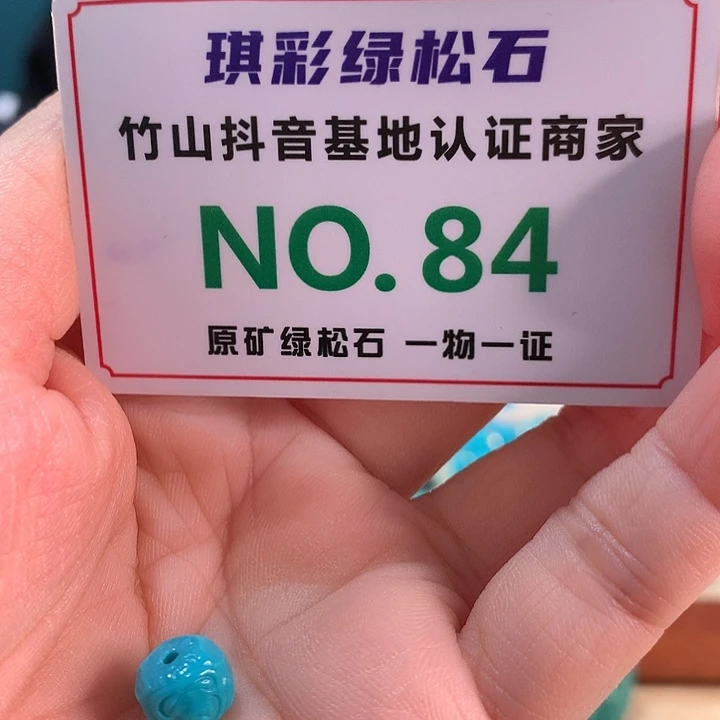 琪彩绿松石
竹山抖音基地认证商家
NO.84
原矿绿松石 一物一证